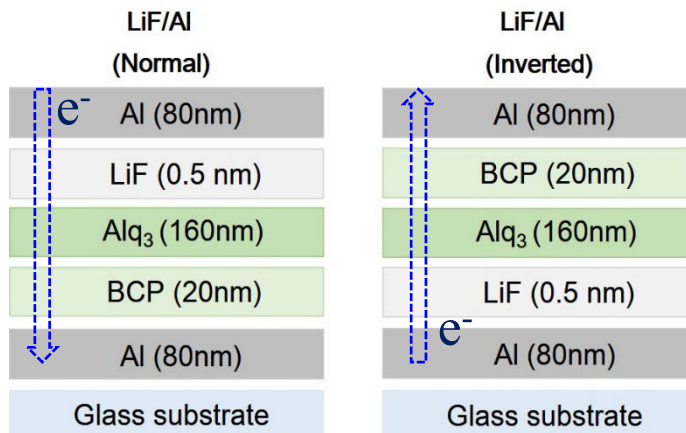 LiF/Al
(Normal)
e⁻
Al (80nm)
LiF (0.5 nm)
Alq₃ (160nm)
BCP (20nm)
Al (80nm)
Glass substrate
LiF/Al
(Inverted)
Al (80nm)
BCP (20nm)
Alq₃ (160nm)
LiF (0.5 nm)
e⁻
Al (80nm)
Glass substrate